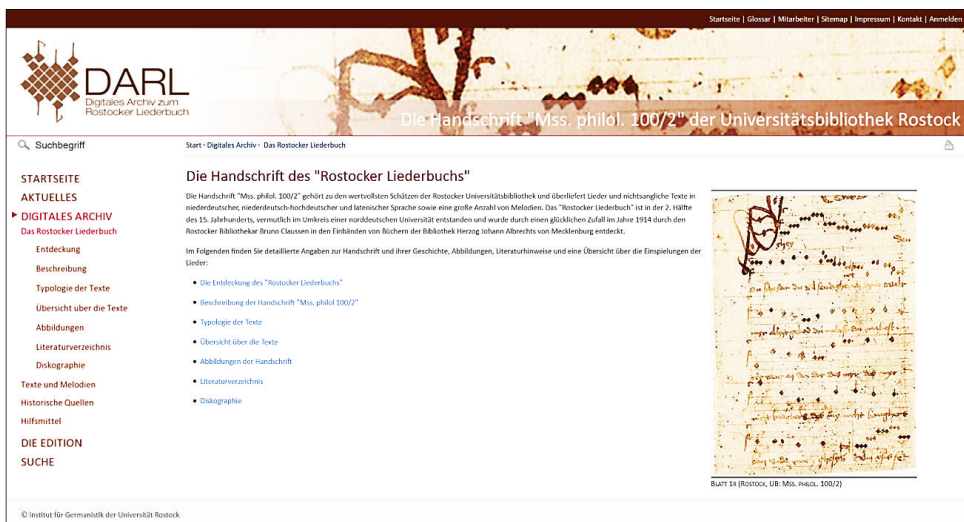 Startseite | Glossar | Mitarbeiter | Sitemap | Impressum | Kontakt | Anmelden
DARL
Digitales Archiv zum
Rostocker Liederbuch
Die Handschrift "Mss. philol. 100/2" der Universitätsbibliothek Rostock
Suchbegriff
Start · Digitales Archiv · Das Rostocker Liederbuch
STARTSEITE
AKTUELLES
DIGITALES ARCHIV
Das Rostocker Liederbuch
Entdeckung
Beschreibung
Typologie der Texte
Übersicht über die Texte
Abbildungen
Literaturverzeichnis
Diskographie
Texte und Melodien
Historische Quellen
Hilfsmittel
DIE EDITION
SUCHE
Die Handschrift des "Rostocker Liederbuchs"
Die Handschrift "Mss. philol. 100/2" gehört zu den wertvollsten Schätzen der Rostocker Universitätsbibliothek und überliefert Lieder und nichtsangliche Texte in
niederdeutscher, niederdeutsch-hochdeutscher und lateinischer Sprache sowie eine große Anzahl von Melodien. Das "Rostocker Liederbuch" ist in der 2. Hälfte
des 15. Jahrhunderts, vermutlich im Umkreis einer norddeutschen Universität entstanden und wurde durch einen glücklichen Zufall im Jahre 1914 durch den
Rostocker Bibliothekar Bruno Claussen in den Einbänden von Büchern der Bibliothek Herzog Johann Albrechts von Mecklenburg entdeckt.
Im Folgenden finden Sie detaillierte Angaben zur Handschrift und ihrer Geschichte, Abbildungen, Literaturhinweise und eine Übersicht über die Einspielungen der
Lieder:
• Die Entdeckung des "Rostocker Liederbuchs"
• Beschreibung der Handschrift "Mss. philol 100/2"
• Typologie der Texte
• Übersicht über die Texte
• Abbildungen der Handschrift
• Literaturverzeichnis
• Diskographie
BLATT 1R (ROSTOCK, UB: MSS. PHILOL. 100/2)
© Institut für Germanistik der Universität Rostock